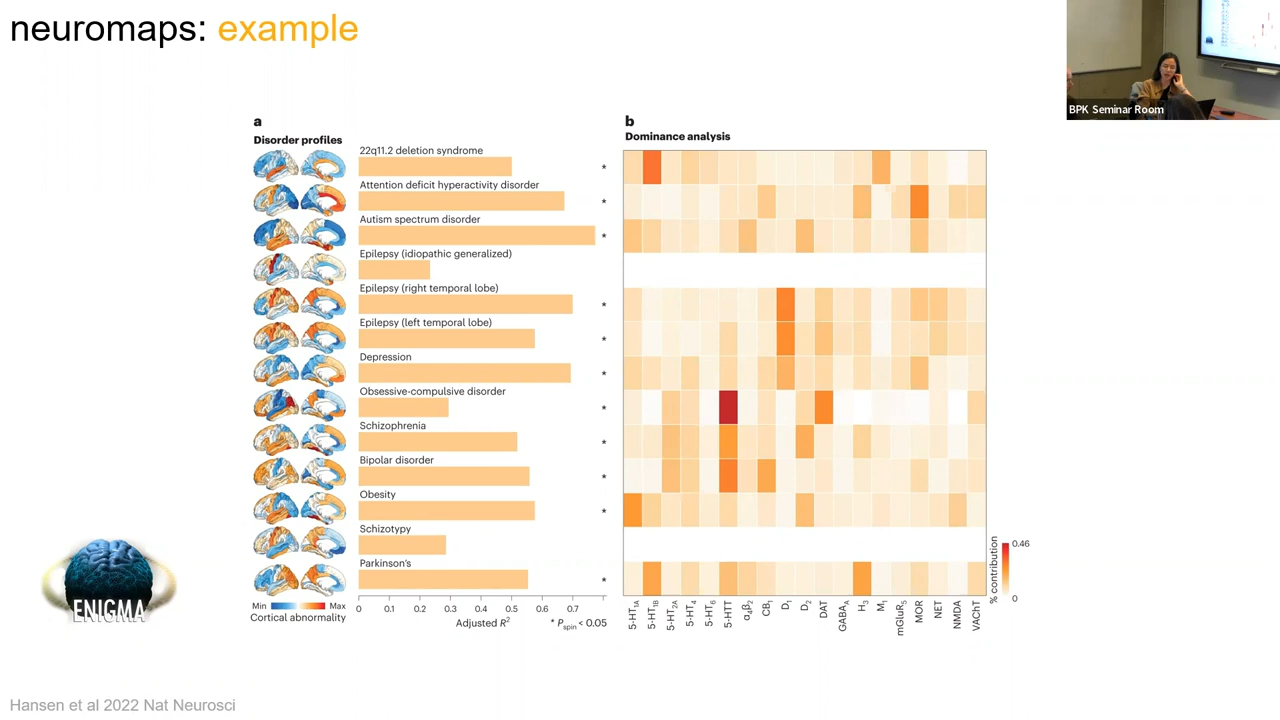 neuromaps: example
BPK Seminar Room
a
Disorder profiles
22q11.2 deletion syndrome
*
Attention deficit hyperactivity disorder
*
Autism spectrum disorder
*
Epilepsy (idiopathic generalized)
Epilepsy (right temporal lobe)
*
Epilepsy (left temporal lobe)
*
Depression
*
Obsessive-compulsive disorder
*
Schizophrenia
*
Bipolar disorder
*
Obesity
*
Schizotypy
Parkinson's
*
Min Max
Cortical abnormality
0 0.1 0.2 0.3 0.4 0.5 0.6 0.7
Adjusted R²
* Pspin < 0.05
b
Dominance analysis
0.46
% contribution
0
5-HT1A
5-HT1B
5-HT2A
5-HT4
5-HT6
5-HTT
α4β2
CB1
D1
D2
DAT
GABAA
H3
M1
mGluR5
MOR
NET
NMDA
VAChT
ENIGMA
Hansen et al 2022 Nat Neurosci